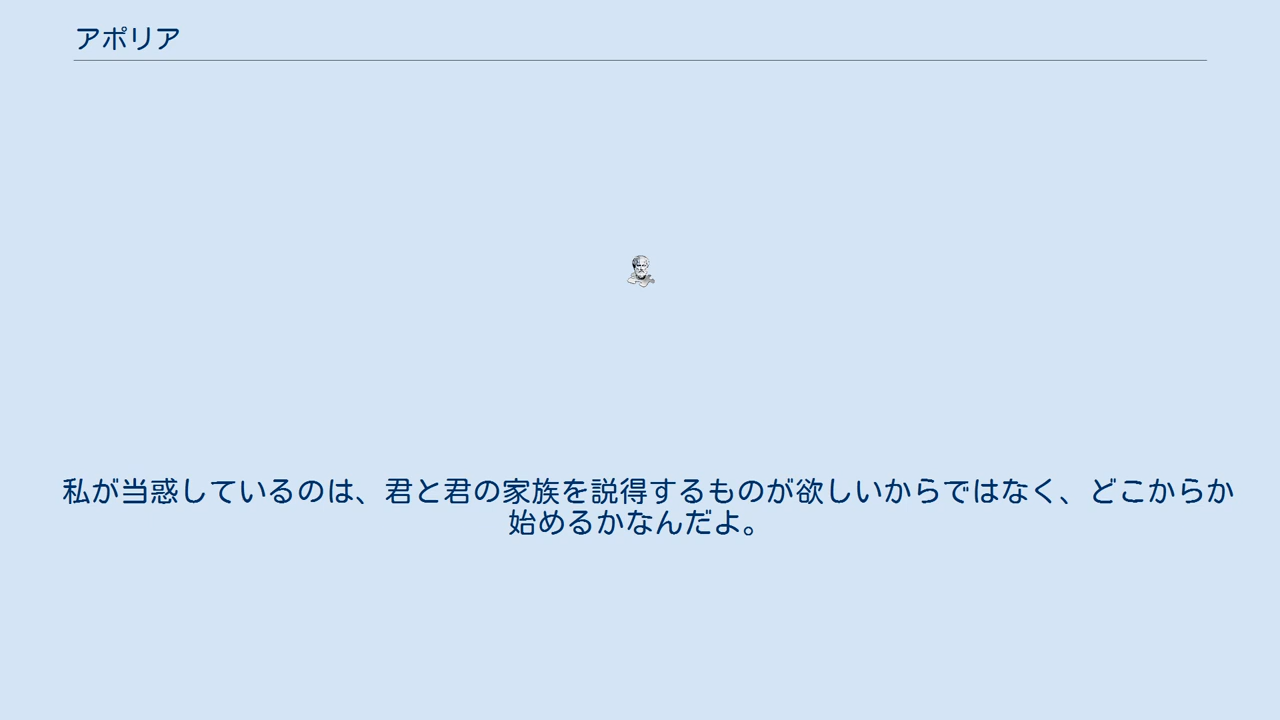 アポリア
私が当惑しているのは、君と君の家族を説得するものが欲しいからではなく、どこからか
始めるかなんだよ。